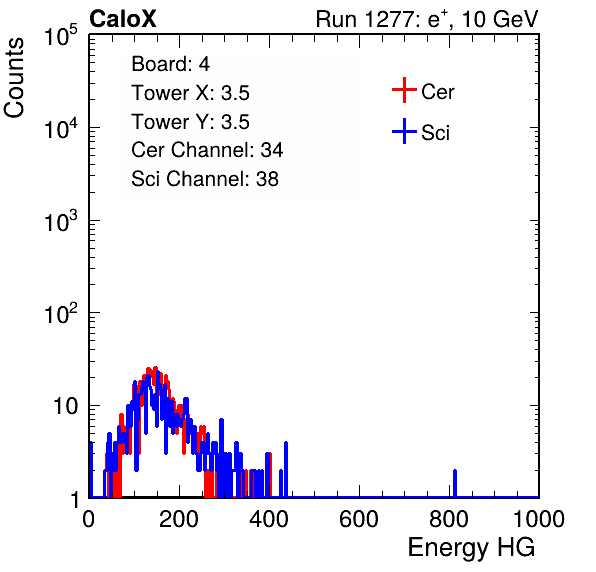 CaloX Run 1277: e⁺, 10 GeV
Counts
Board: 4
Tower X: 3.5
Tower Y: 3.5
Cer Channel: 34
Sci Channel: 38
Cer
Sci
10⁵
10⁴
10³
10²
10
1
0 200 400 600 800 1000
Energy HG